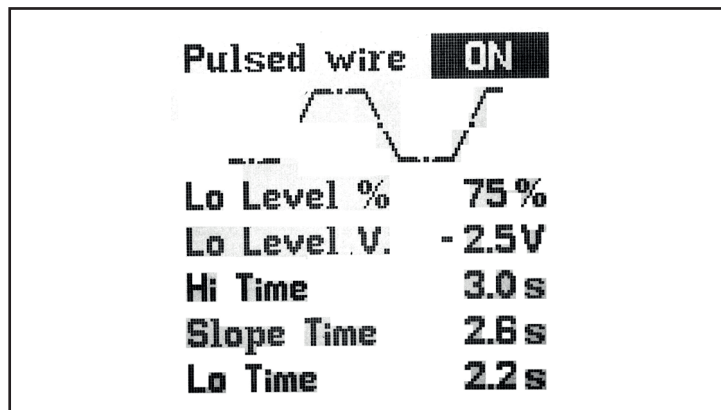 Pulsed wire ON
Lo Level % 75%
Lo Level V. -2.5V
Hi Time 3.0s
Slope Time 2.6s
Lo Time 2.2s